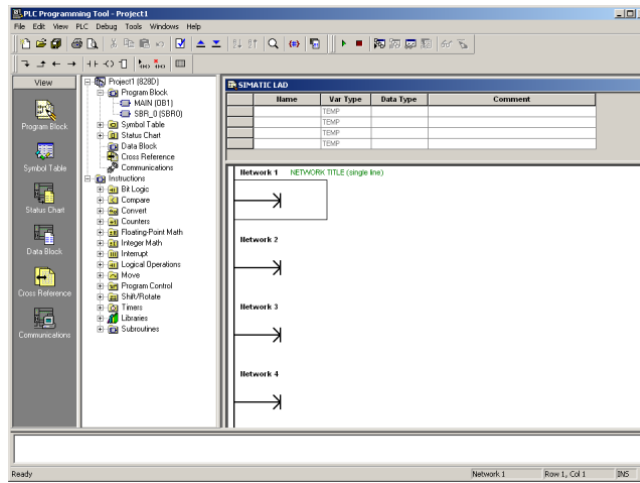 PLC Programming Tool - Project1
File Edit View PLC Debug Tools Windows Help
View
Program Block
Symbol Table
Status Chart
Data Block
Cross Reference
Communications
Project1 (828D)
Program Block
MAIN (OB1)
SBR_0 (SBR0)
Symbol Table
Status Chart
Data Block
Cross Reference
Communications
Instructions
Bit Logic
Compare
Convert
Counters
Floating-Point Math
Integer Math
Interrupt
Logical Operations
Move
Program Control
Shift/Rotate
Timers
Libraries
Subroutines
SIMATIC LAD
Name Var Type Data Type Comment
TEMP
TEMP
TEMP
TEMP
Network 1 NETWORK TITLE (single line)
Network 2
Network 3
Network 4
Ready Network 1 Row 1, Col 1 INS